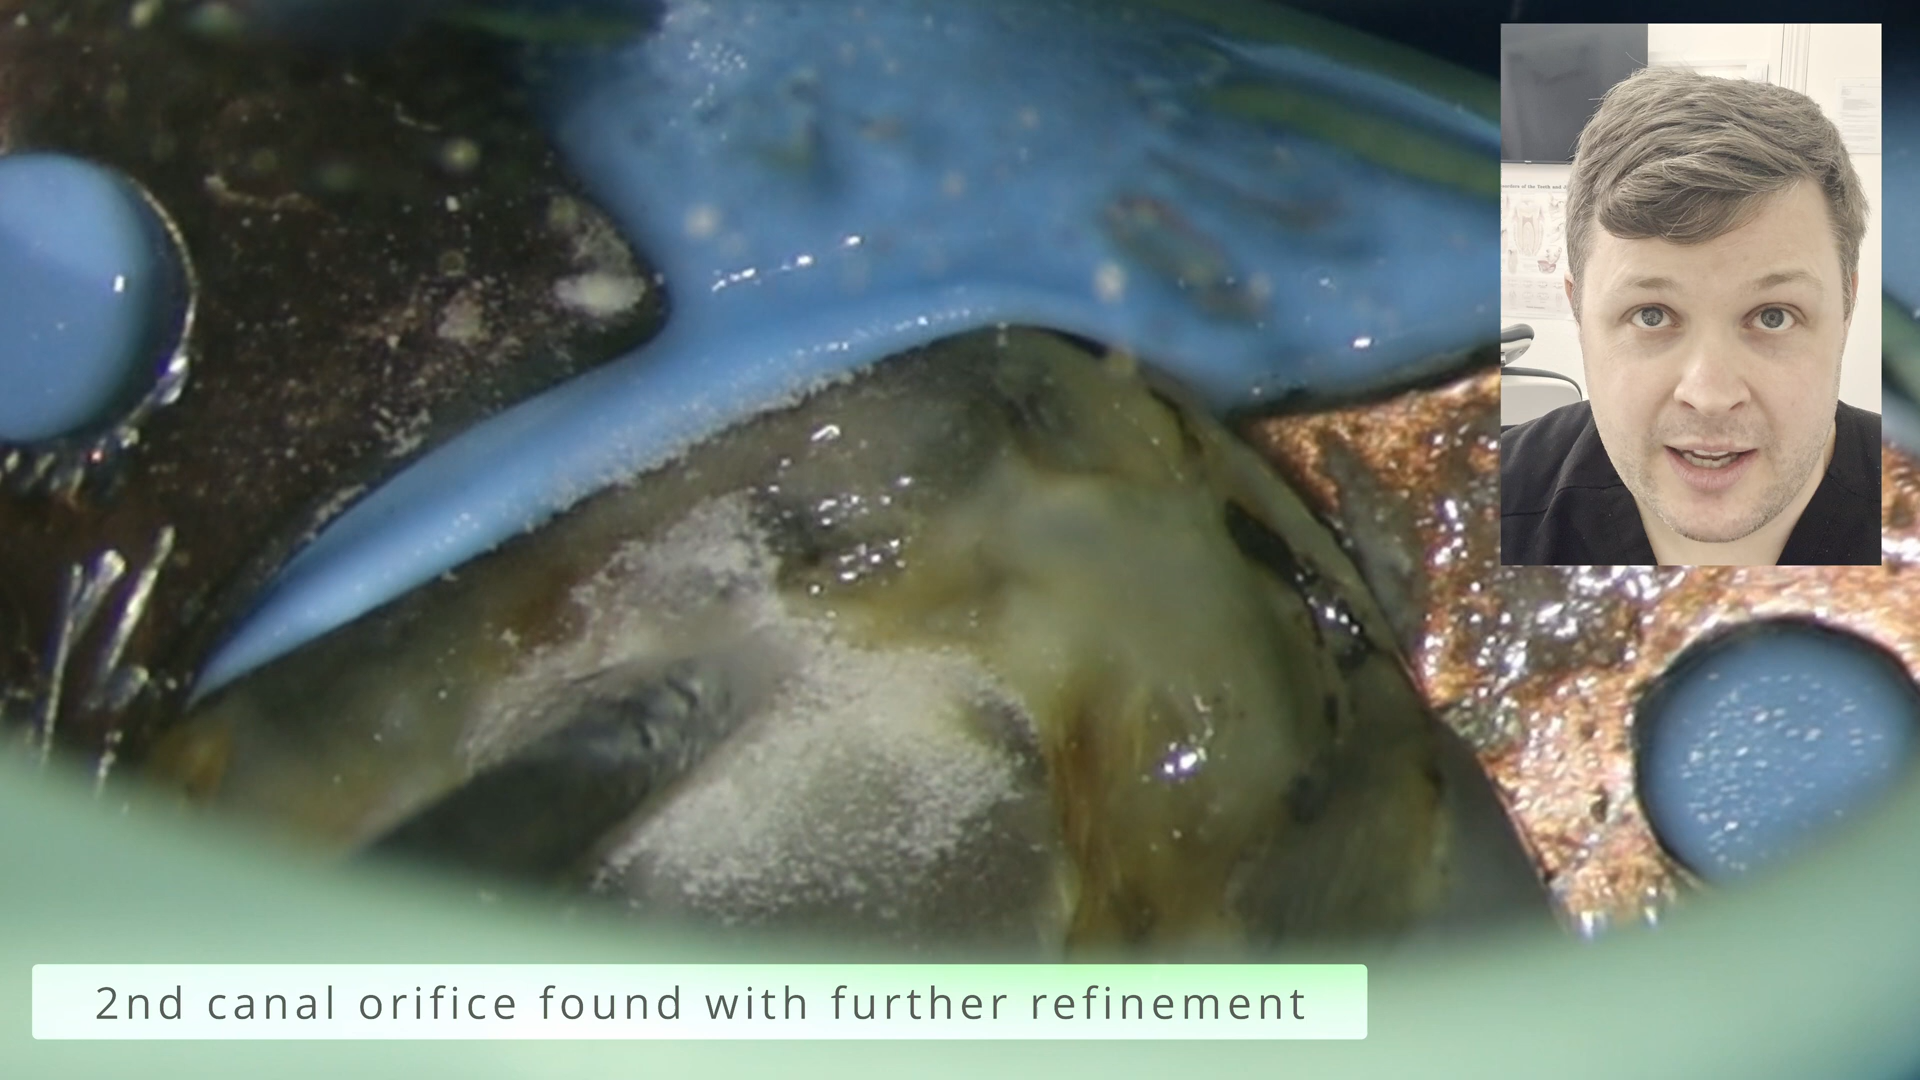 2nd canal orifice found with further refinement